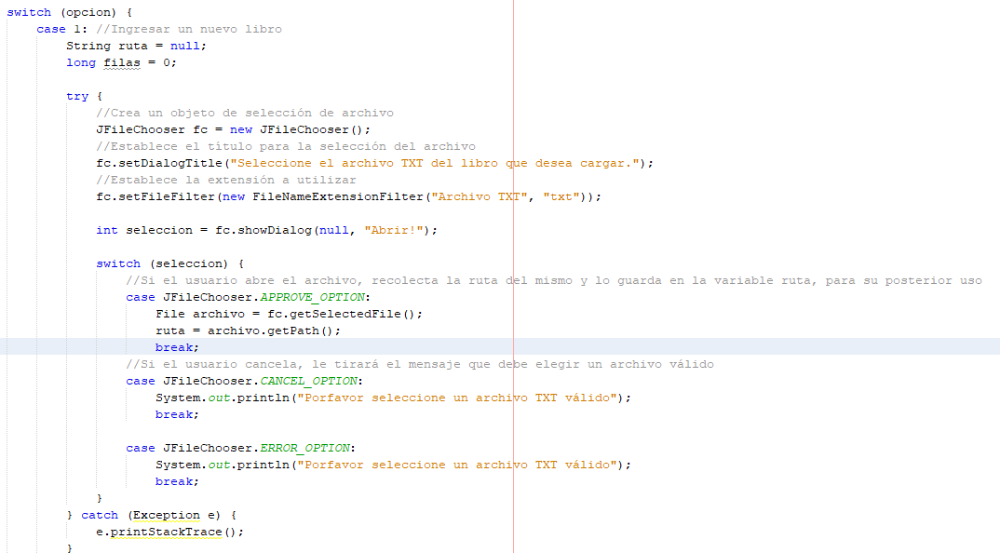 switch (opcion) {
case 1: //Ingresar un nuevo libro
String ruta = null;
long filas = 0;
try {
//Crea un objeto de selección de archivo
JFileChooser fc = new JFileChooser();
//Establece el título para la selección del archivo
fc.setDialogTitle("Seleccione el archivo TXT del libro que desea cargar.");
//Establece la extensión a utilizar
fc.setFileFilter(new FileNameExtensionFilter("Archivo TXT", "txt"));
int seleccion = fc.showDialog(null, "Abrir!");
switch (seleccion) {
//Si el usuario abre el archivo, recolecta la ruta del mismo y lo guarda en la variable ruta, para su posterior uso
case JFileChooser.APPROVE_OPTION:
File archivo = fc.getSelectedFile();
ruta = archivo.getPath();
break;
//Si el usuario cancela, le tirará el mensaje que debe elegir un archivo válido
case JFileChooser.CANCEL_OPTION:
System.out.println("Porfavor seleccione un archivo TXT válido");
break;
case JFileChooser.ERROR_OPTION:
System.out.println("Porfavor seleccione un archivo TXT válido");
break;
}
} catch (Exception e) {
e.printStackTrace();
}